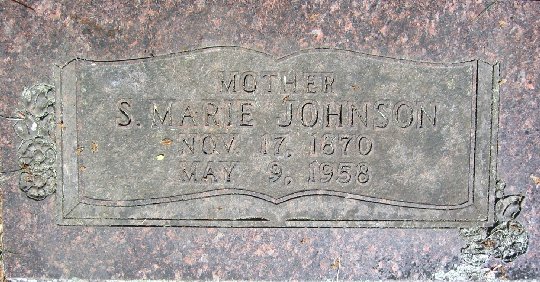 MOTHER
S. MARIE JOHNSON
NOV 17, 1870
MAY 9, 1958